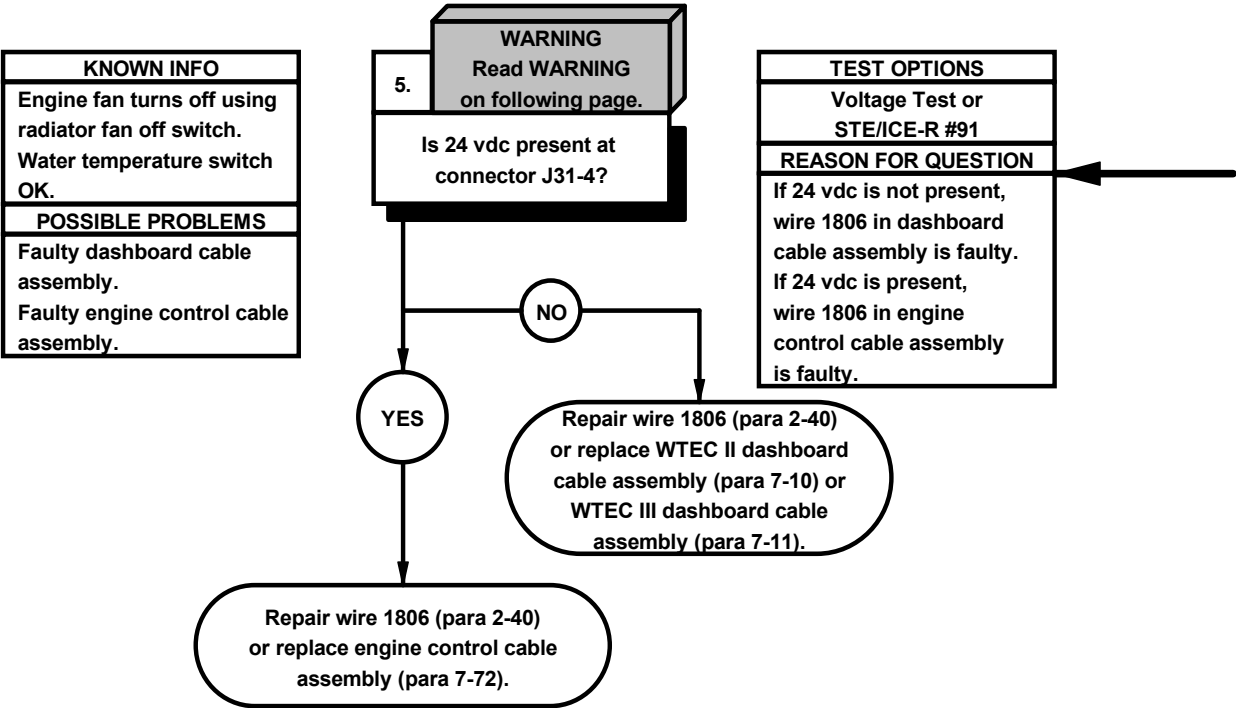 KNOWN INFO
Engine fan turns off using
radiator fan off switch.
Water temperature switch
OK.
POSSIBLE PROBLEMS
Faulty dashboard cable
assembly.
Faulty engine control cable
assembly.
5.
WARNING
Read WARNING
on following page.
Is 24 vdc present at
connector J31-4?
TEST OPTIONS
Voltage Test or
STE/ICE-R #91
REASON FOR QUESTION
If 24 vdc is not present,
wire 1806 in dashboard
cable assembly is faulty.
If 24 vdc is present,
wire 1806 in engine
control cable assembly
is faulty.
NO
YES
Repair wire 1806 (para 2-40)
or replace WTEC II dashboard
cable assembly (para 7-10) or
WTEC III dashboard cable
assembly (para 7-11).
Repair wire 1806 (para 2-40)
or replace engine control cable
assembly (para 7-72).